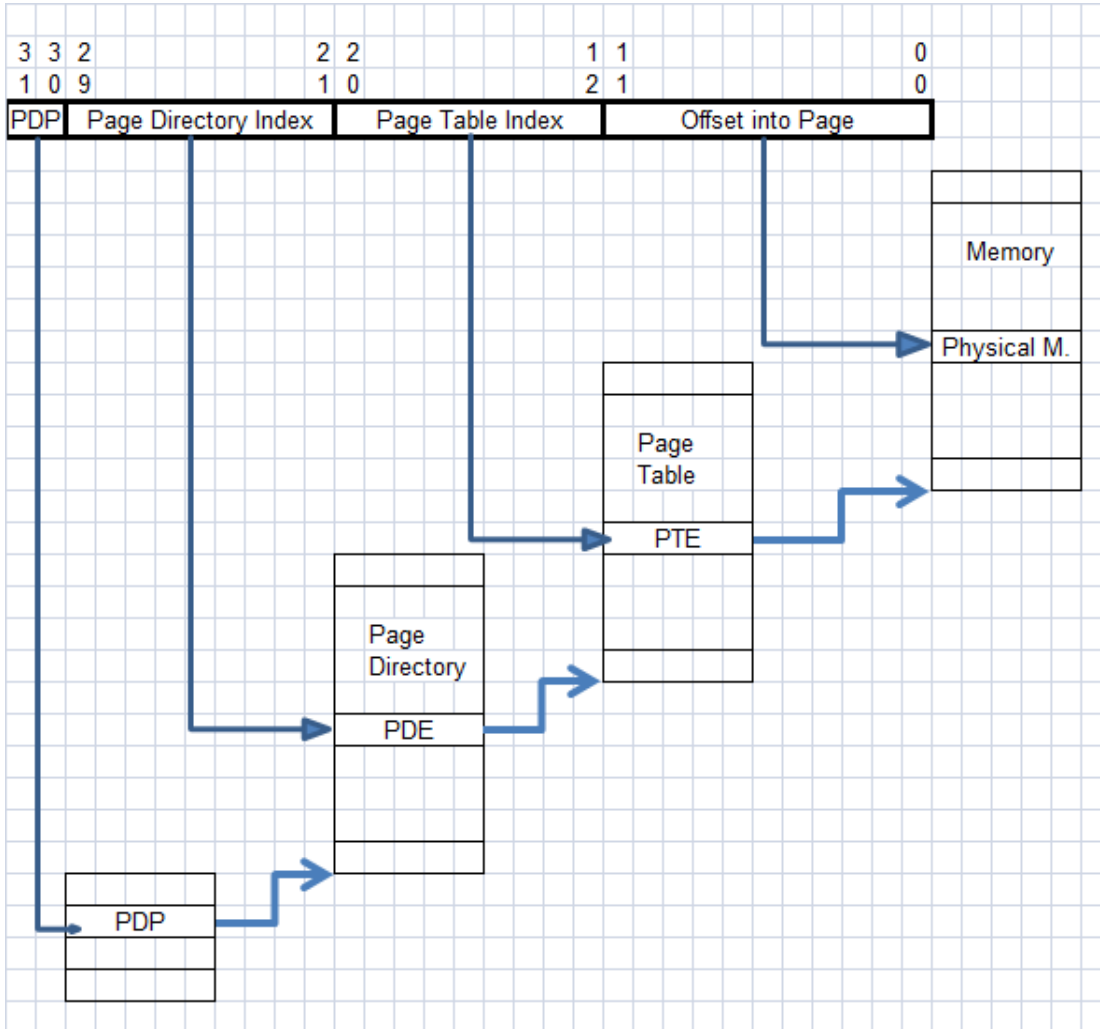 3 3 2 2 2 1 1 0
1 0 9 1 0 2 1 0
PDP Page Directory Index Page Table Index Offset into Page
Memory
Physical M.
Page
Table
PTE
Page
Directory
PDE
PDP